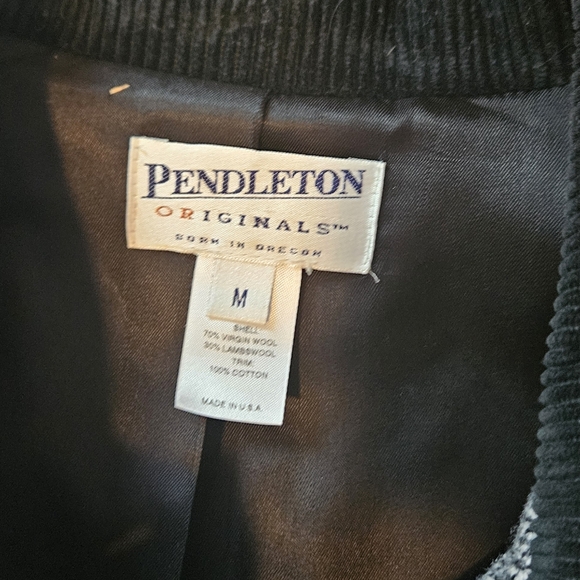 PENDLETON
ORIGINALS™
BORN IN OREGON
M
SHELL
70% VIRGIN WOOL
30% LAMBSWOOL
TRIM
100% COTTON
MADE IN U.S.A.